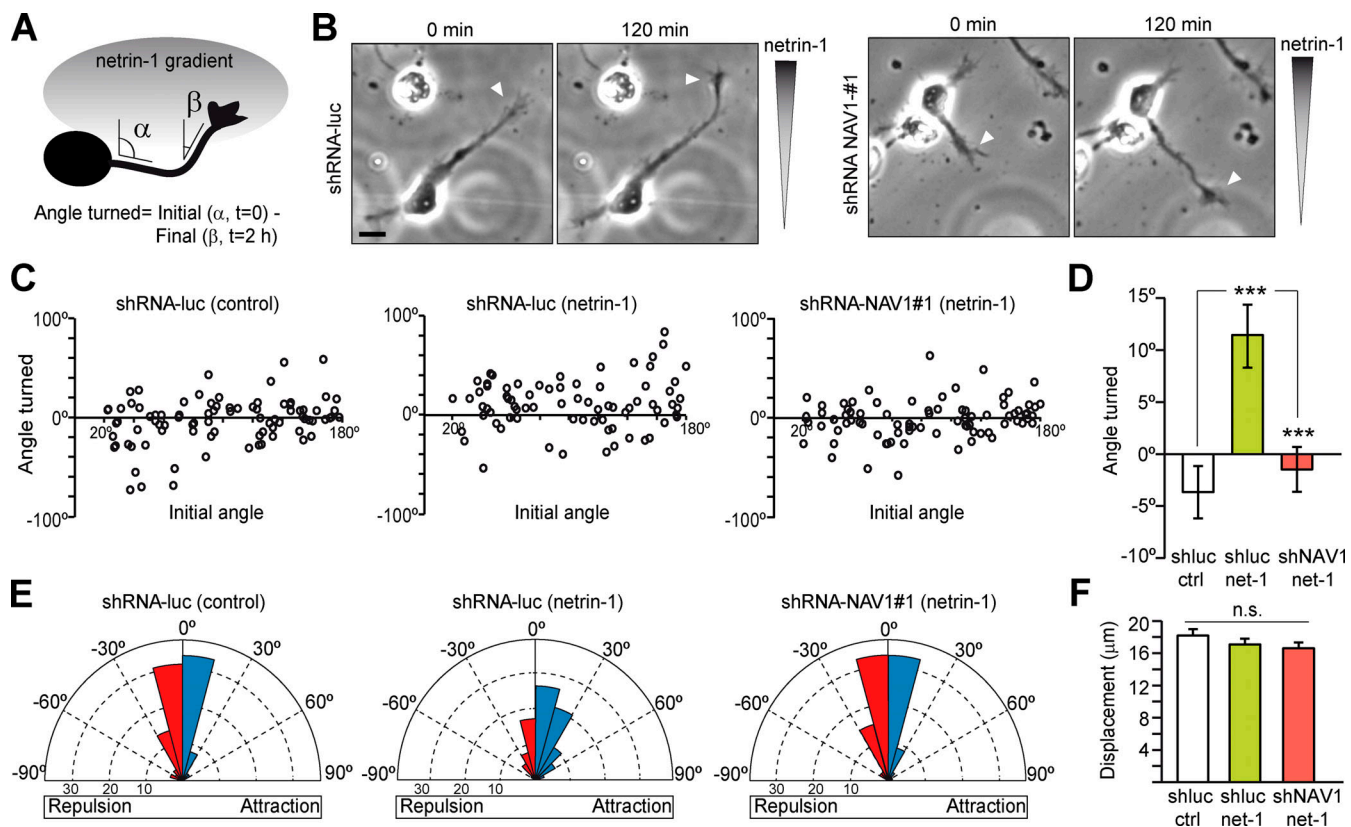 A
netrin-1 gradient
α
β
Angle turned= Initial (α, t=0) -
Final (β, t=2 h)
B
0 min
120 min
netrin-1
shRNA-luc
0 min
120 min
netrin-1
shRNA NAV1-#1
C
shRNA-luc (control)
100º
0º
-100º
20º
180º
Angle turned
Initial angle
shRNA-luc (netrin-1)
100º
0º
-100º
20º
180º
Initial angle
shRNA-NAV1#1 (netrin-1)
100º
0º
-100º
20º
180º
Initial angle
D
15º
10º
5º
0º
-5º
-10º
Angle turned
***
***
shluc
ctrl
shluc
net-1
shNAV1
net-1
E
shRNA-luc (control)
0º
-30º
30º
-60º
60º
-90º
90º
30 20 10
Repulsion Attraction
shRNA-luc (netrin-1)
0º
-30º
30º
-60º
60º
-90º
90º
30 20 10
Repulsion Attraction
shRNA-NAV1#1 (netrin-1)
0º
-30º
30º
-60º
60º
-90º
90º
30 20 10
Repulsion Attraction
F
n.s.
20
16
12
8
4
Displacement (μm)
shluc
ctrl
shluc
net-1
shNAV1
net-1